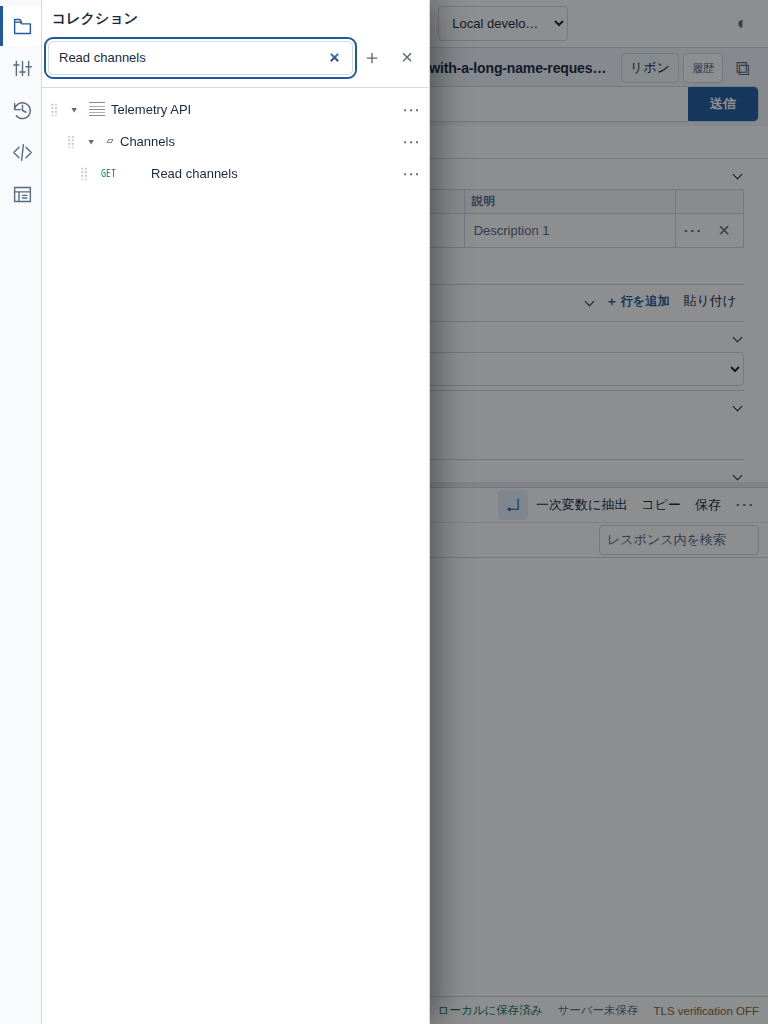 コレクション
Read channels
Telemetry API
Channels
GET Read channels
Local develo...
with-a-long-name-reques...
リボン
履歴
送信
説明
Description 1
+ 行を追加
貼り付け
一次変数に抽出
コピー
保存
レスポンス内を検索
ローカルに保存済み
サーバー未保存
TLS verification OFF